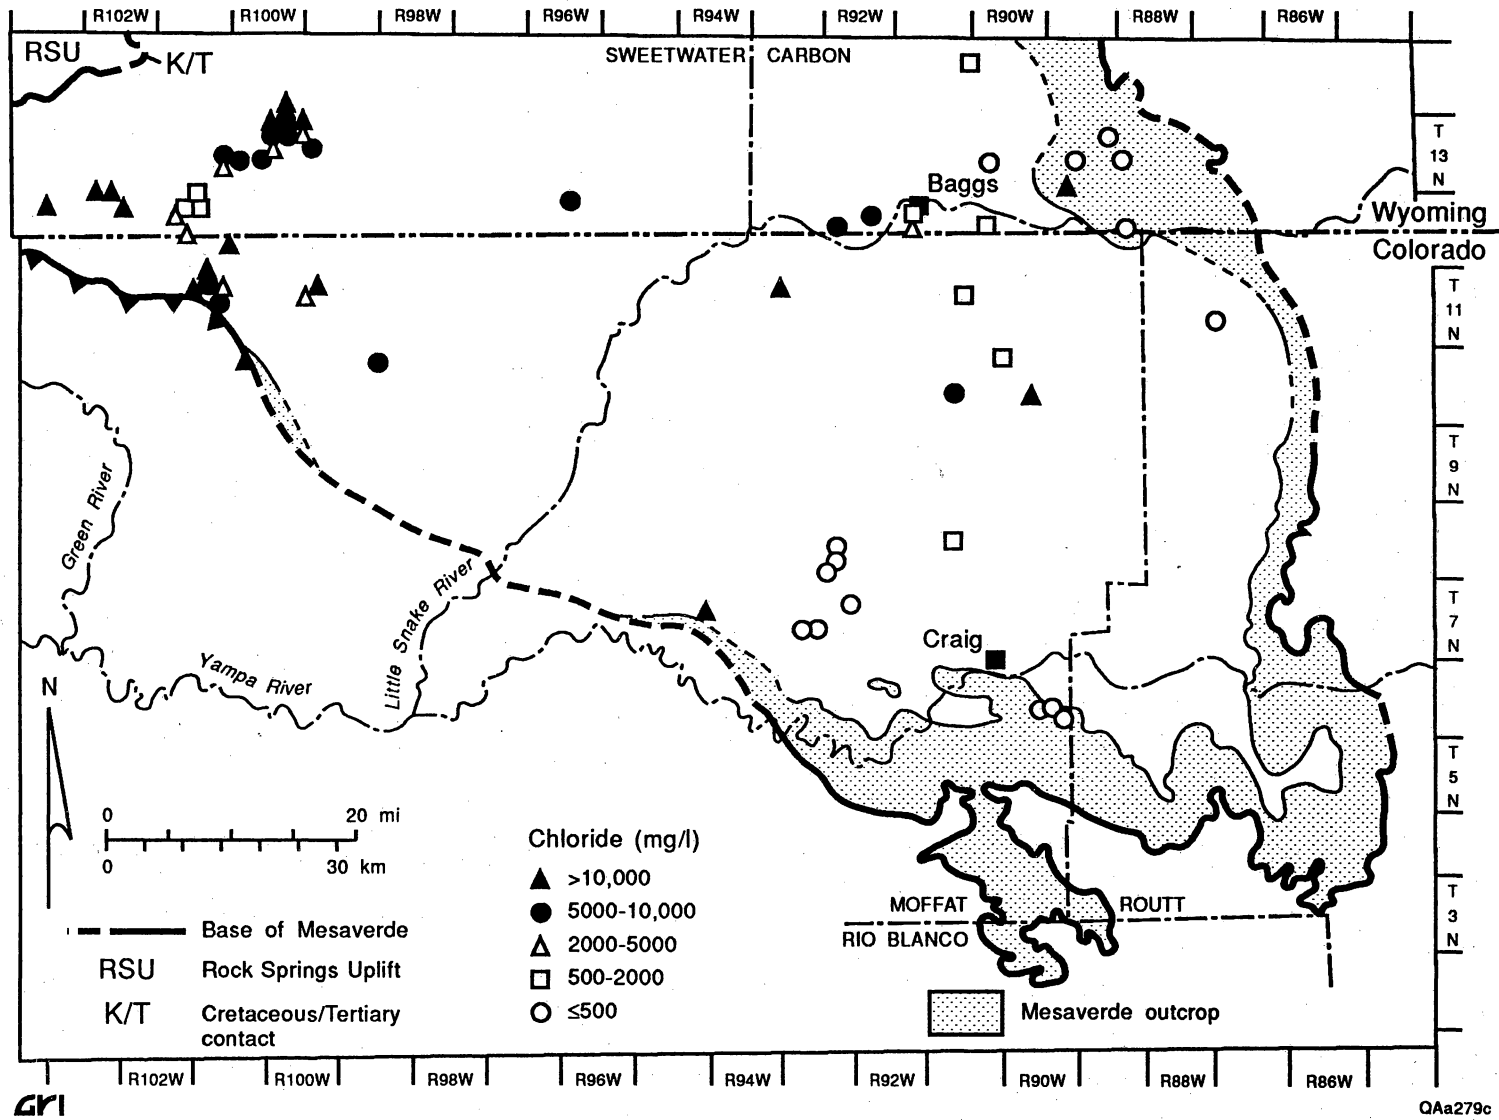 R102W R100W R98W R96W R94W R92W R90W R88W R86W
RSU
K/T
SWEETWATER CARBON
T
13
N
Baggs
Wyoming
Colorado
T
11
N
T
9
N
Green River
Little Snake River
T
7
N
Craig
Yampa River
N
T
5
N
0 20 mi
0 30 km
Chloride (mg/l)
>10,000
5000-10,000
2000-5000
500-2000
≤500
MOFFAT ROUTT
RIO BLANCO
T
3
N
Base of Mesaverde
RSU Rock Springs Uplift
K/T Cretaceous/Tertiary
contact
Mesaverde outcrop
R102W R100W R98W R96W R94W R92W R90W R88W R86W
GRI
QAa279c